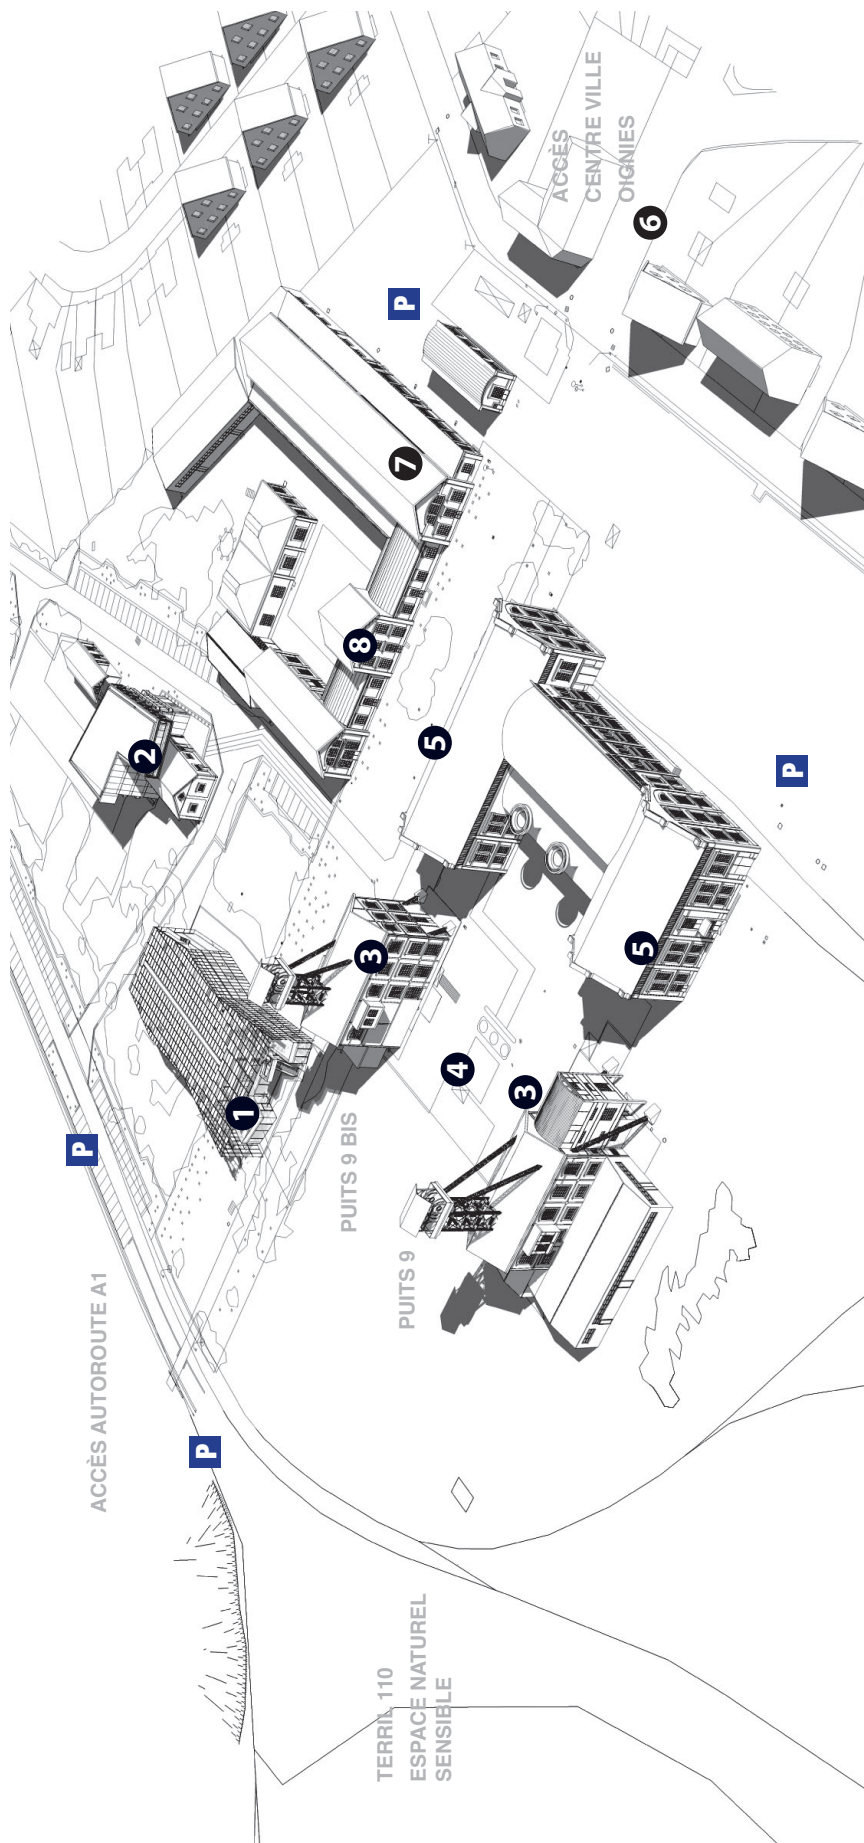 P
ACCÈS AUTOROUTE A1
2
P
1
PUITS 9 BIS
8
3
TERRIL 110
ESPACE NATUREL
SENSIBLE
P
7
PUITS 9
5
4
3
ACCÈS
CENTRE VILLE
OIGNIES
5
6
P